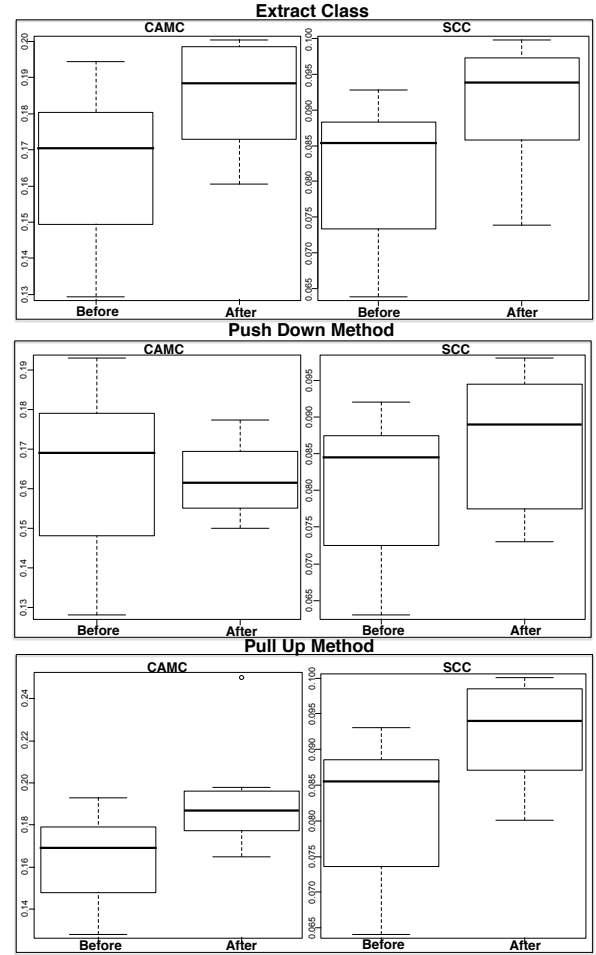 Extract Class
CAMC
SCC
0.20
0.19
0.18
0.17
0.16
0.15
0.14
0.13
0.100
0.095
0.090
0.085
0.080
0.075
0.070
0.065
Before
After
Before
After
Push Down Method
CAMC
SCC
0.19
0.18
0.17
0.16
0.15
0.14
0.13
0.095
0.090
0.085
0.080
0.075
0.070
0.065
Before
After
Before
After
Pull Up Method
CAMC
SCC
0.24
0.22
0.20
0.18
0.16
0.14
0.100
0.095
0.090
0.085
0.080
0.075
0.070
0.065
Before
After
Before
After